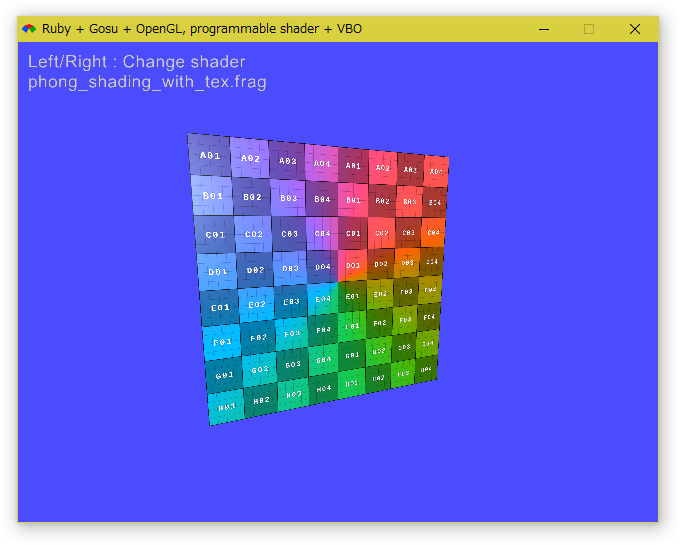 Ruby + Gosu + OpenGL, programmable shader + VBO
Left/Right : Change shader
phong_shading_with_tex.frag
A01 A02 A03 A04 A01 A02 A03 A04
B01 B02 B03 B04 B01 B02 B03 B04
C01 C02 C03 C04 C01 C02 C03 C04
D01 D02 D03 D04 D01 D02 D03 D04
E01 E02 E03 E04 E01 E02 E03 E04
F01 F02 F03 F04 F01 F02 F03 F04
G01 G02 G03 G04 G01 G02 G03 G04
H01 H02 H03 H04 H01 H02 H03 H04